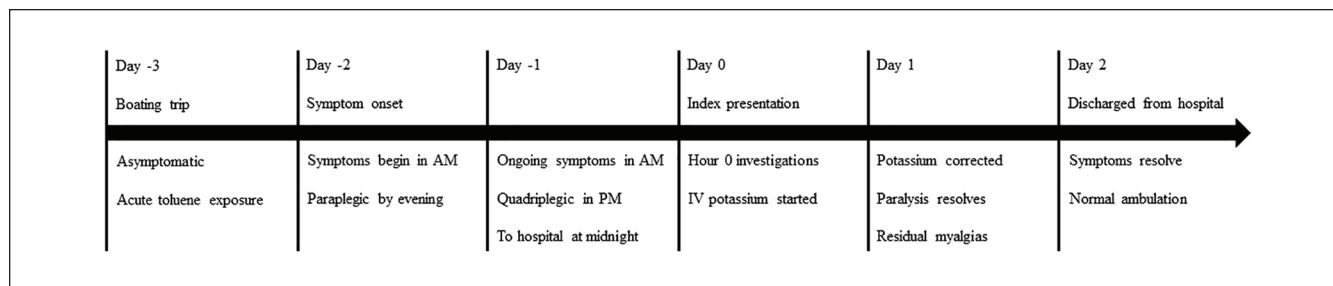 Day -3
Boating trip
Asymptomatic
Acute toluene exposure
Day -2
Symptom onset
Symptoms begin in AM
Paraplegic by evening
Day -1
Ongoing symptoms in AM
Quadriplegic in PM
To hospital at midnight
Day 0
Index presentation
Hour 0 investigations
IV potassium started
Day 1
Potassium corrected
Paralysis resolves
Residual myalgias
Day 2
Discharged from hospital
Symptoms resolve
Normal ambulation